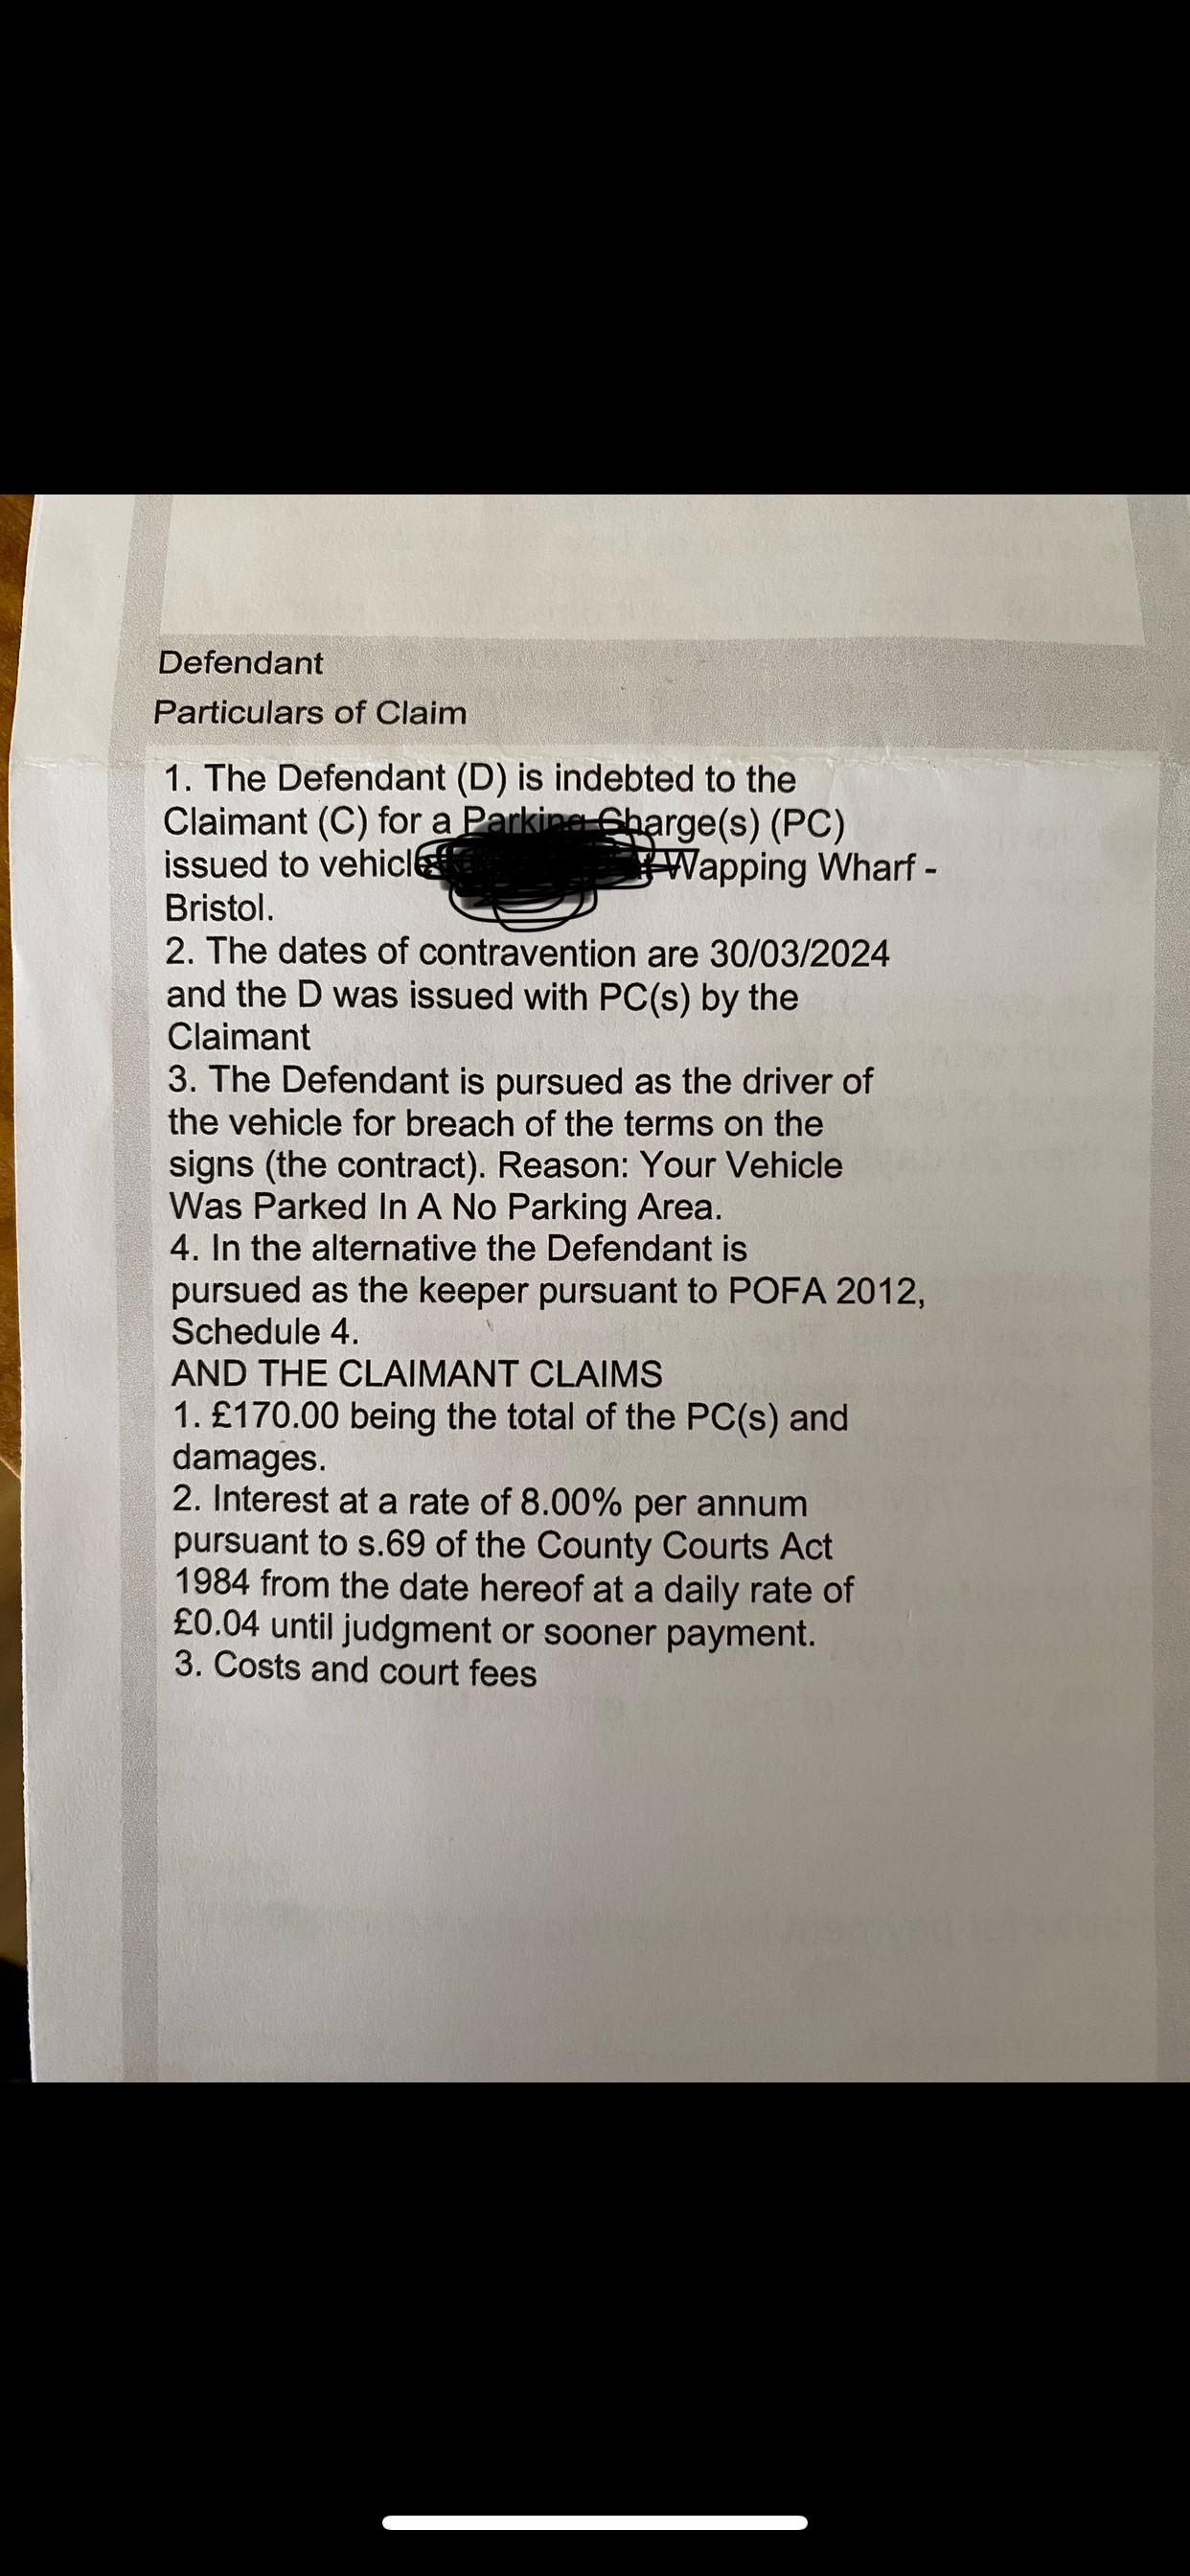 Defendant
Particulars of Claim
1. The Defendant (D) is indebted to the
Claimant (C) for a Parking Charge(s) (PC)
issued to vehicle Wapping Wharf -
Bristol.
2. The dates of contravention are 30/03/2024
and the D was issued with PC(s) by the
Claimant
3. The Defendant is pursued as the driver of
the vehicle for breach of the terms on the
signs (the contract). Reason: Your Vehicle
Was Parked In A No Parking Area.
4. In the alternative the Defendant is
pursued as the keeper pursuant to POFA 2012,
Schedule 4.
AND THE CLAIMANT CLAIMS
1. £170.00 being the total of the PC(s) and
damages.
2. Interest at a rate of 8.00% per annum
pursuant to s.69 of the County Courts Act
1984 from the date hereof at a daily rate of
£0.04 until judgment or sooner payment.
3. Costs and court fees